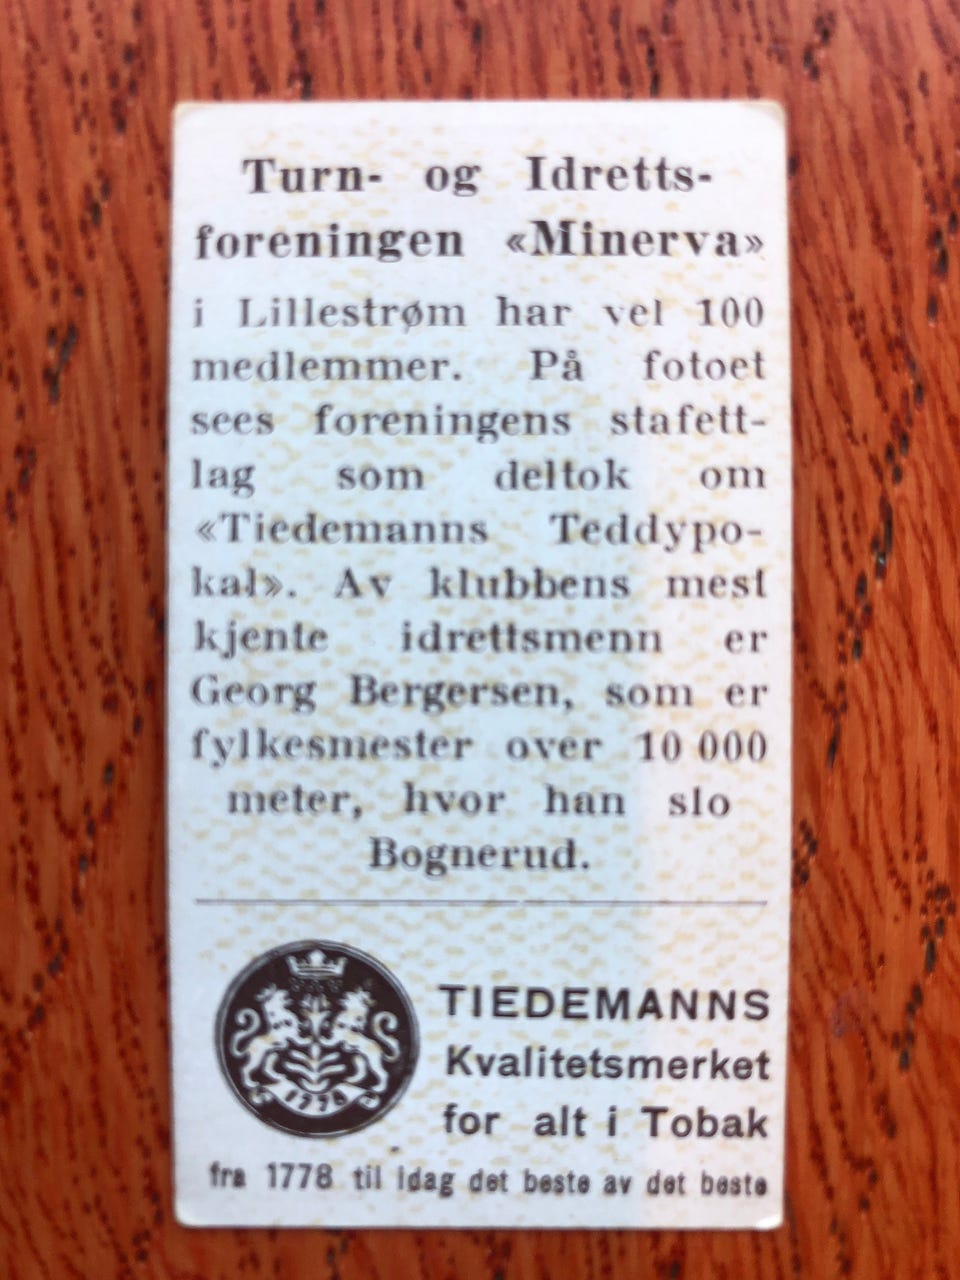 Turn- og Idretts-
foreningen «Minerva»
i Lillestrøm har vel 100
medlemmer. På fotoet
sees foreningens stafett-
lag som deltok om
«Tiedemanns Teddypo-
kal». Av klubbens mest
kjente idrettsmenn er
Georg Bergersen, som er
fylkesmester over 10 000
meter, hvor han slo
Bognerud.
1778
TIEDEMANNS
Kvalitetsmerket
for alt i Tobak
fra 1778 til idag det beste av det beste